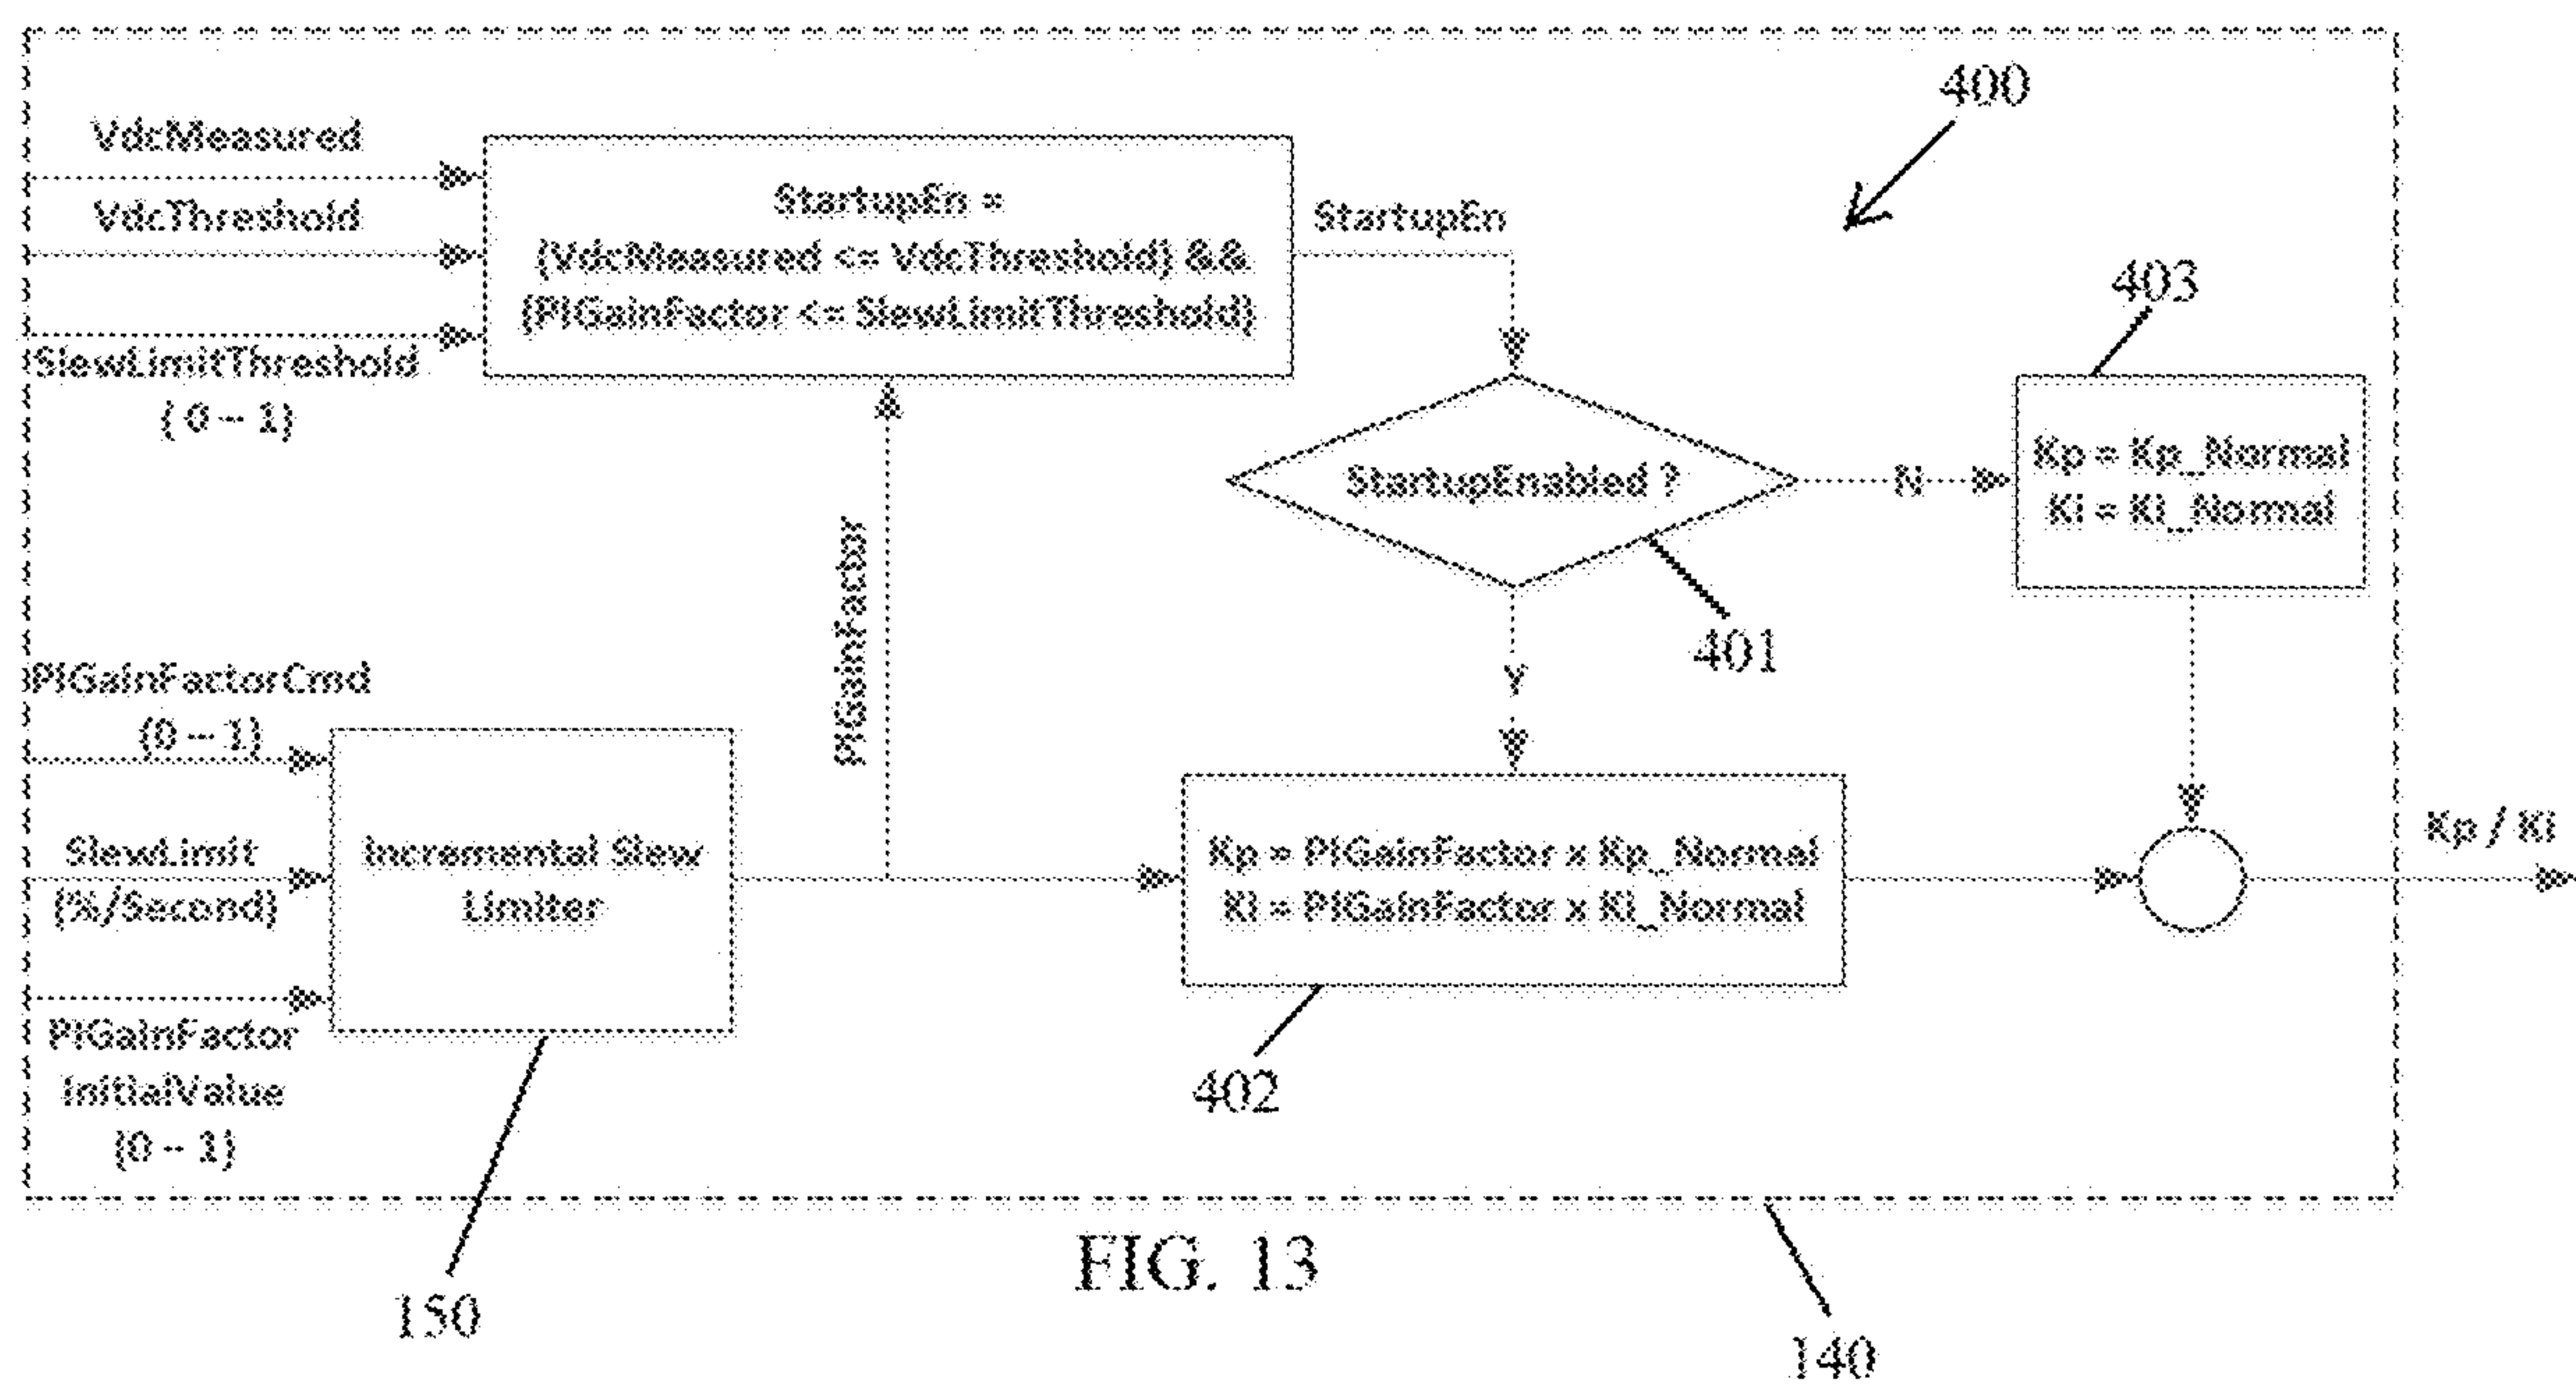 400
VdcMeasured
VdcThreshold
SlewLimitThreshold
( 0 – 1)
StartupEn =
(VdcMeasured <= VdcThreshold) &&
(PIGainFactor <= SlewLimitThreshold)
StartupEn
403
StartupEnabled ?
N
Kp = Kp_Normal
Ki = Ki_Normal
401
Y
PIGainFactor
PIGainFactorCmd
(0 – 1)
SlewLimit
(%/Second)
PIGainFactor
InitialValue
(0 – 1)
Incremental Slew
Limiter
Kp = PIGainFactor x Kp_Normal
Ki = PIGainFactor x Ki_Normal
Kp / Ki
402
FIG. 13
150
140